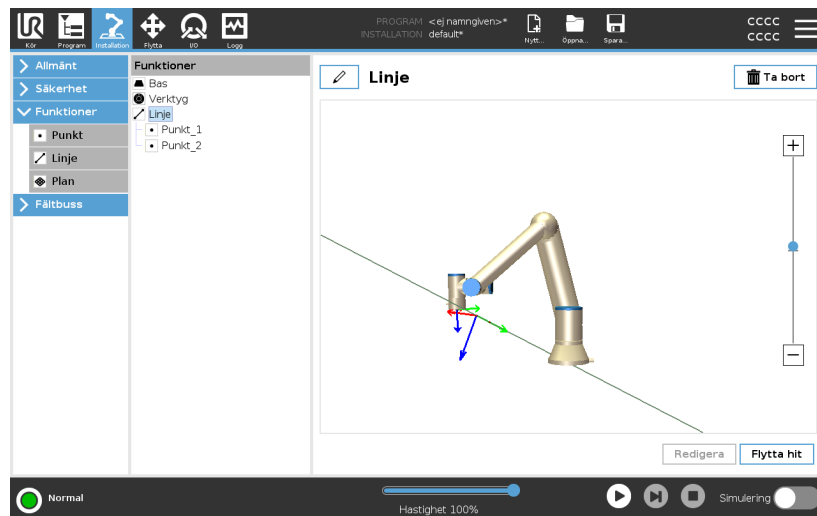 UR
PROGRAM <ej namngiven>*
INSTALLATION default*
CCCC
CCCC
Kör
Program
Installation
Flytta
I/O
Logg
Nytt...
Öppna...
Spara...
Allmänt
Säkerhet
Funktioner
Punkt
Linje
Plan
Fältbuss
Funktioner
Bas
Verktyg
Linje
Punkt_1
Punkt_2
Linje
Ta bort
Redigera
Flytta hit
Normal
Hastighet 100%
Simulering